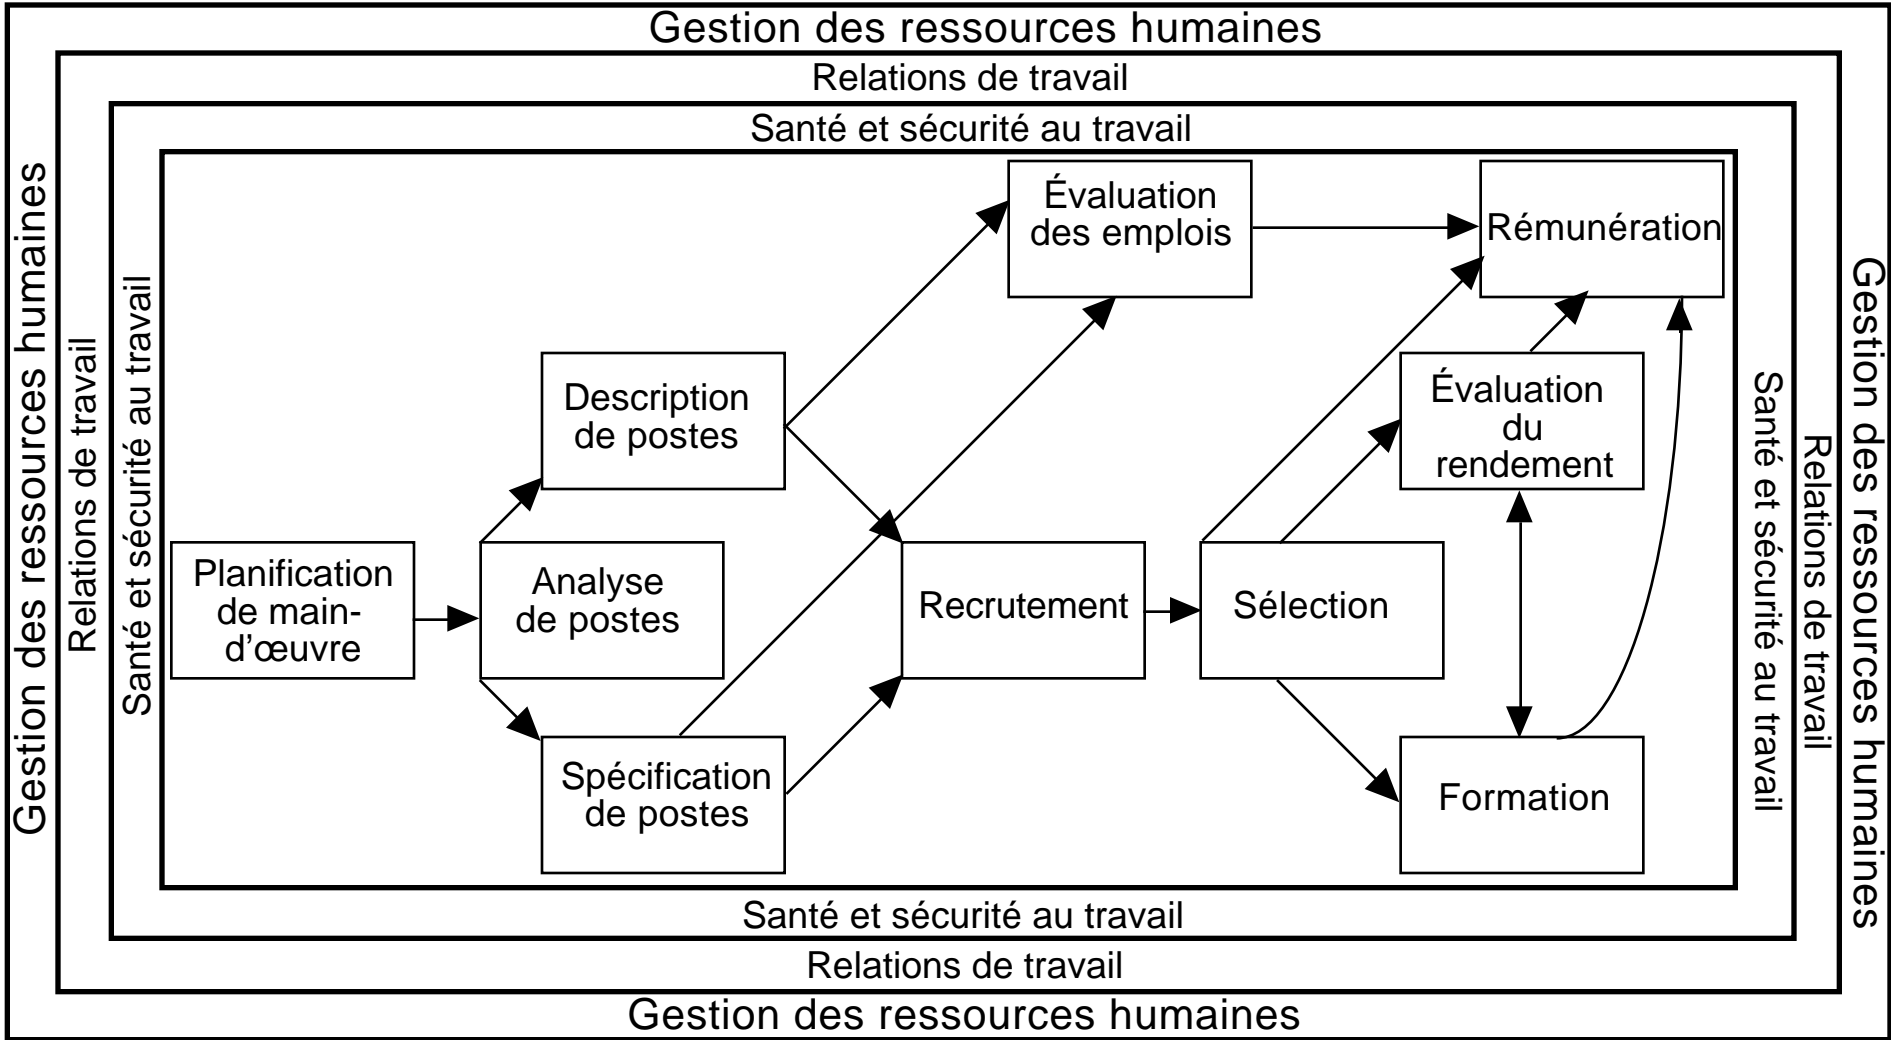 Gestion des ressources humaines
Relations de travail
Santé et sécurité au travail
Gestion des ressources humaines
Relations de travail
Santé et sécurité au travail
Évaluation
des emplois
Rémunération
Description
de postes
Évaluation
du
rendement
Planification
de main-
d'œuvre
Analyse
de postes
Recrutement
Sélection
Spécification
de postes
Formation
Santé et sécurité au travail
Relations de travail
Gestion des ressources humaines
Santé et sécurité au travail
Relations de travail
Gestion des ressources humaines